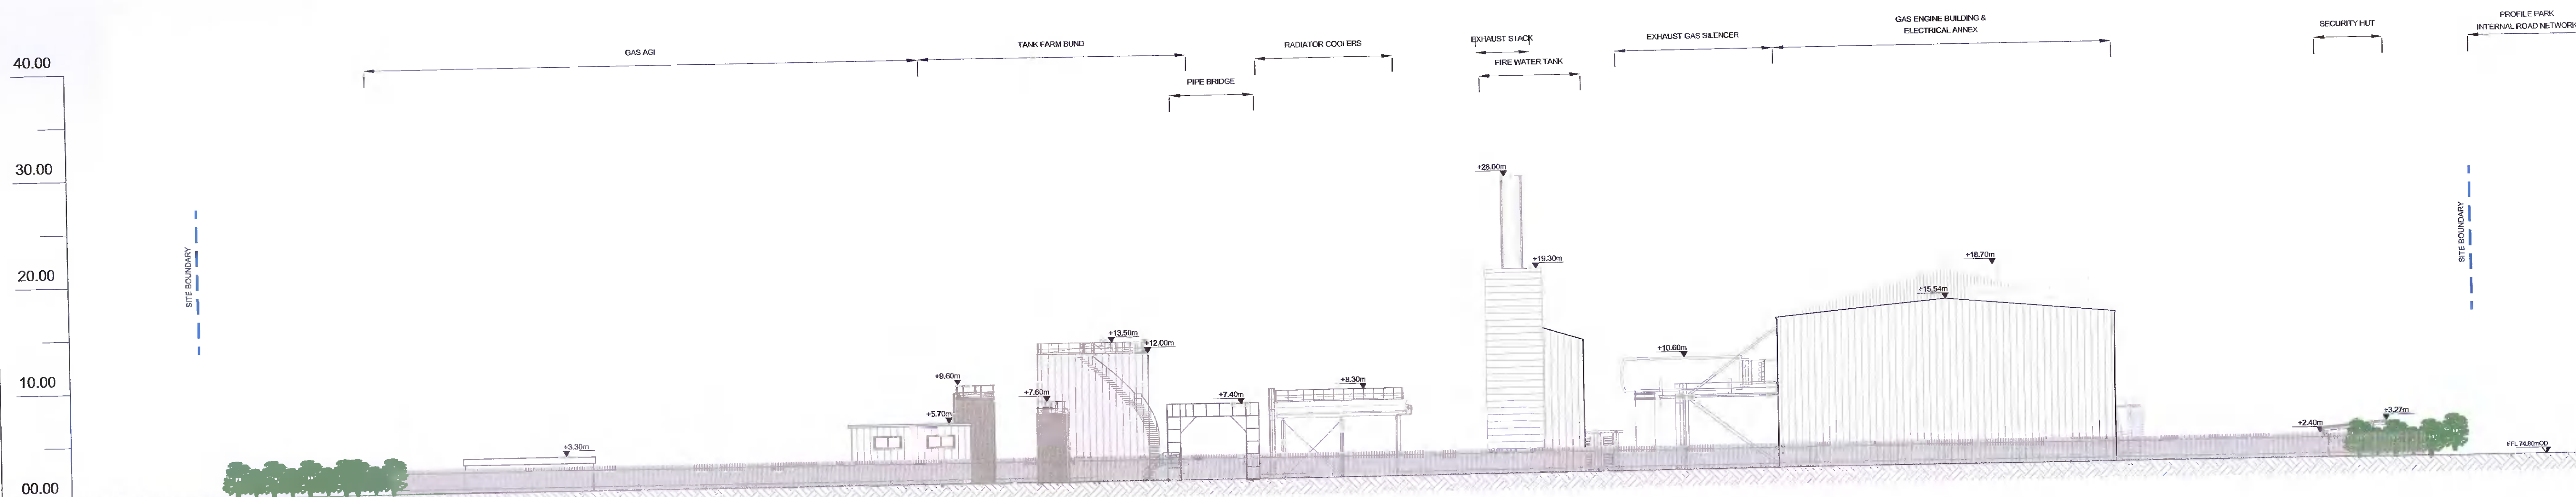 PROFILE PARK
INTERNAL ROAD NETWORK
GAS ENGINE BUILDING &
ELECTRICAL ANNEX
SECURITY HUT
EXHAUST STACK
EXHAUST GAS SILENCER
GAS AGI
TANK FARM BUND
RADIATOR COOLERS
FIRE WATER TANK
PIPE BRIDGE
40.00
30.00
20.00
10.00
00.00
SITE BOUNDARY
SITE BOUNDARY
+28.00m
+19.30m
+18.70m
+15.54m
+13.50m
+12.00m
+10.60m
+9.60m
+7.60m
+8.30m
+7.40m
+5.70m
+3.30m
+3.27m
+2.40m
FFL 74.80mOD